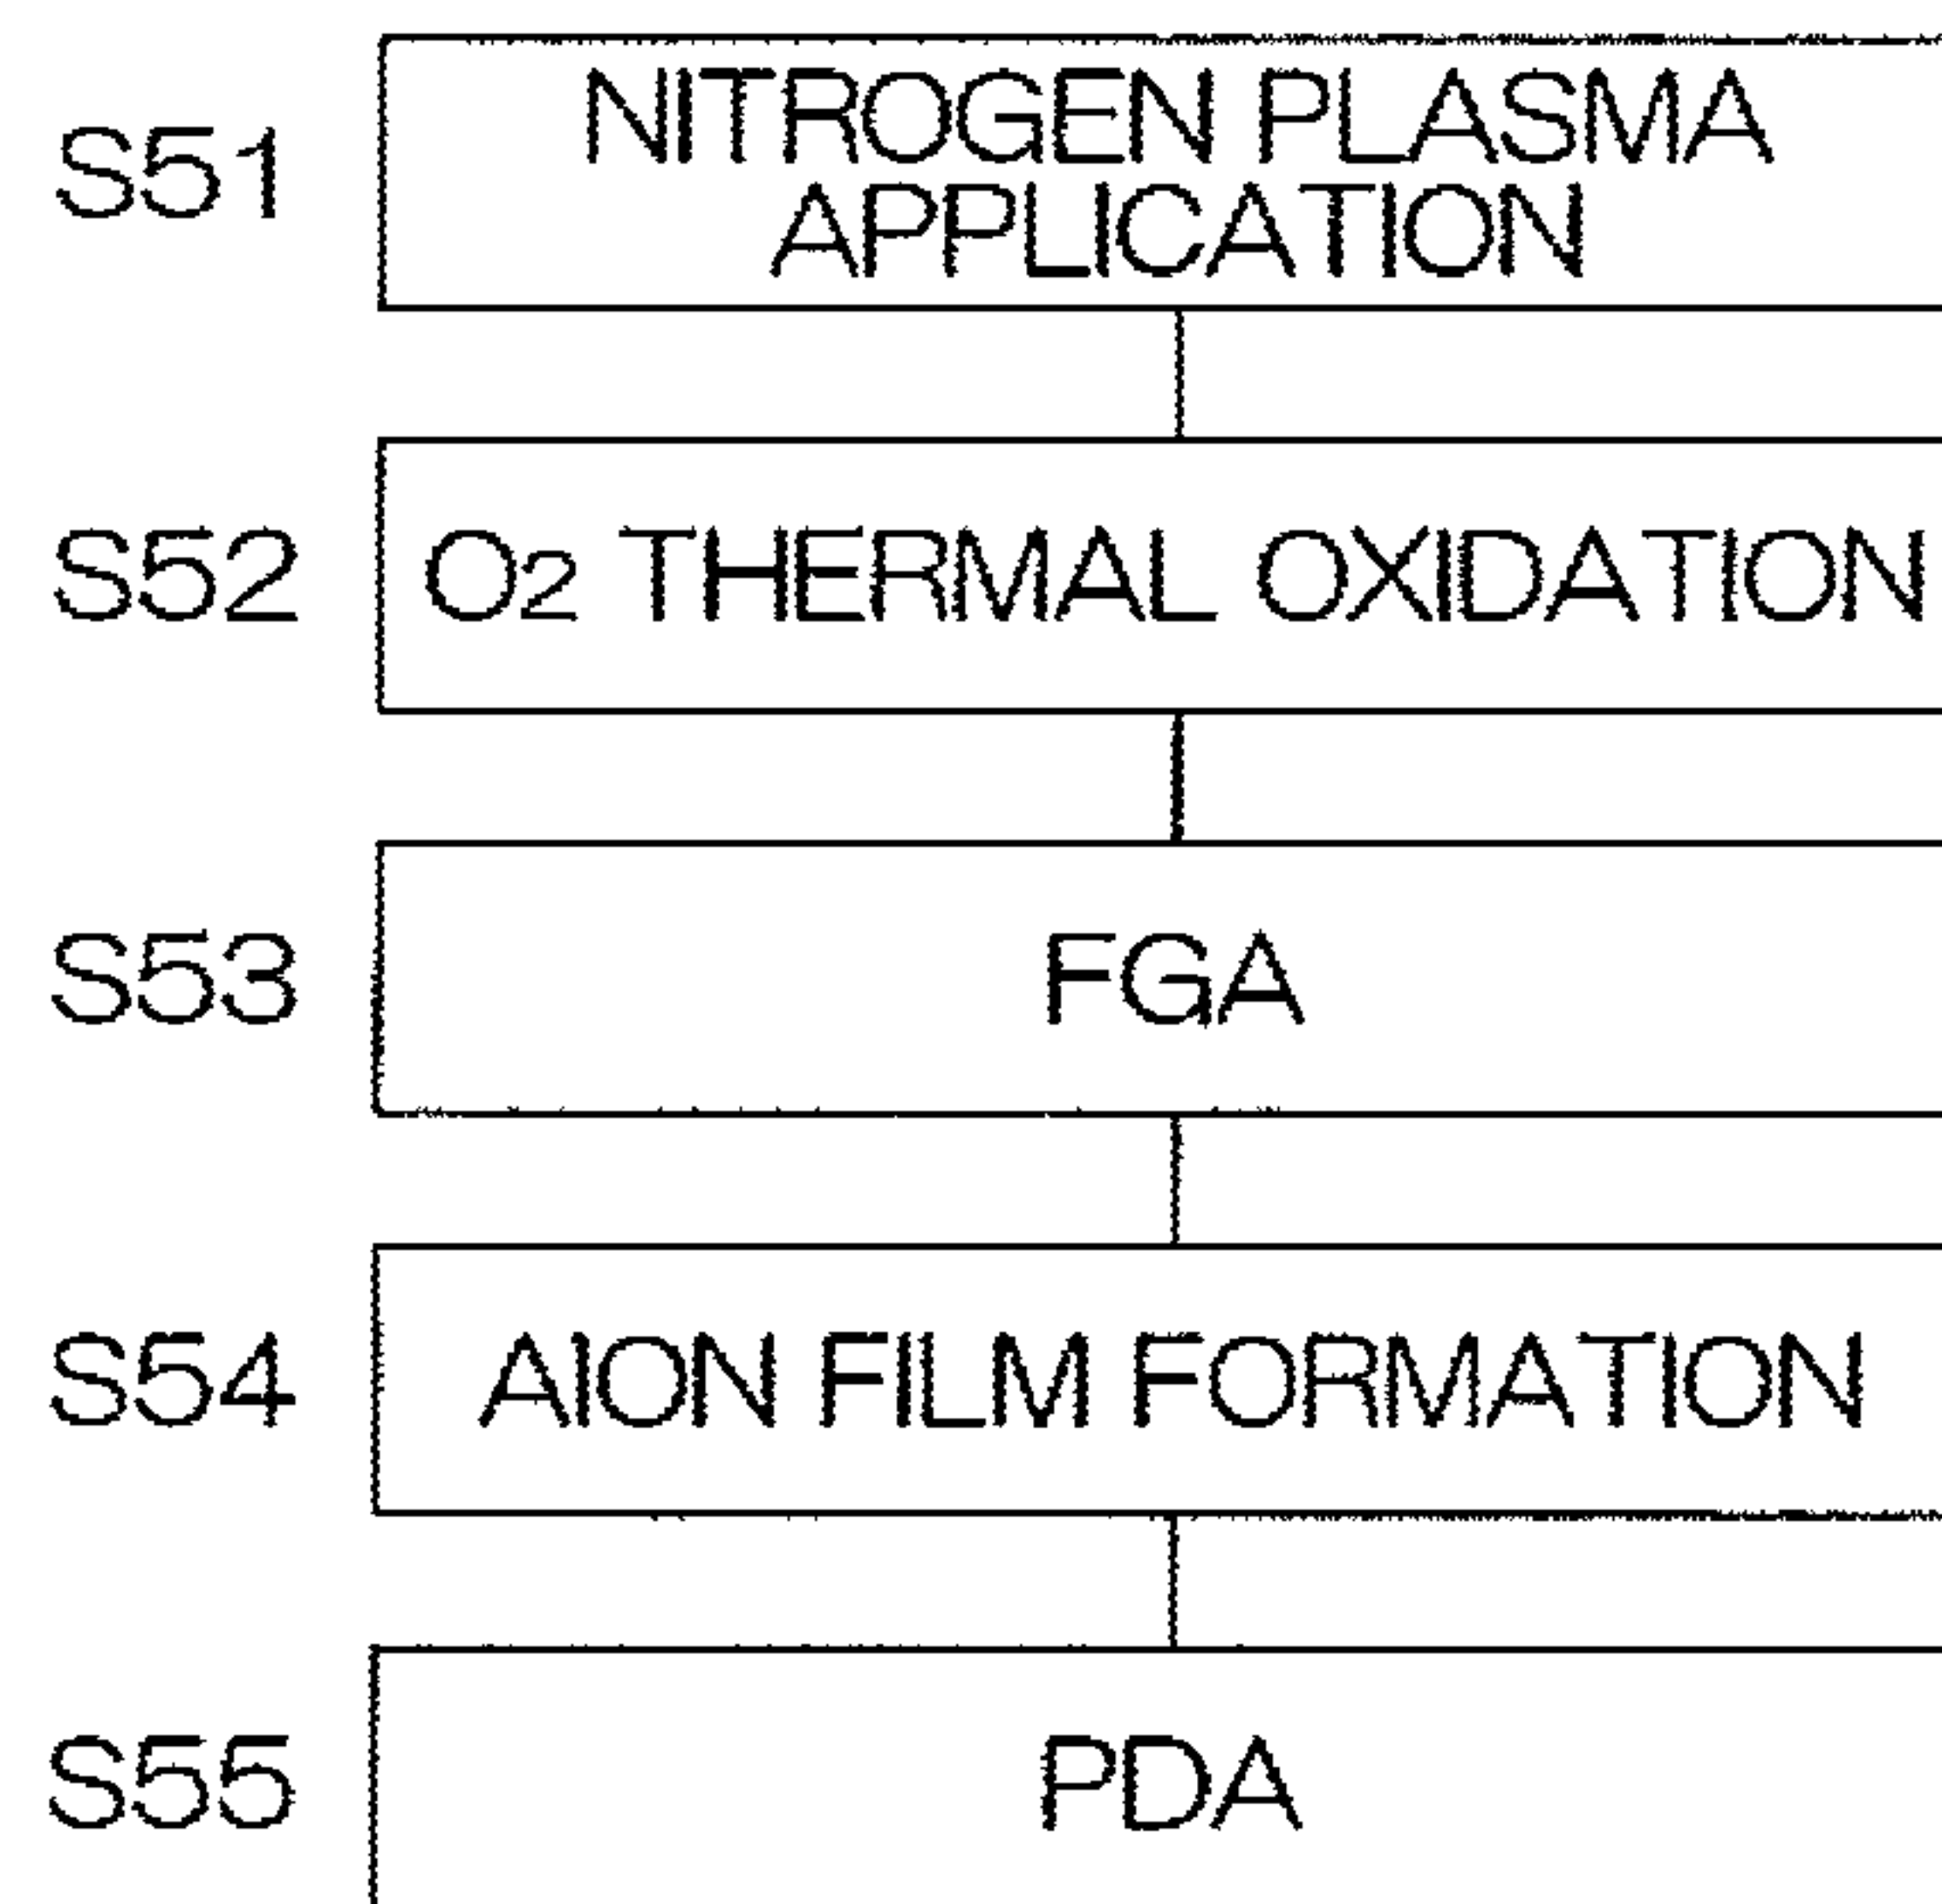 S51 NITROGEN PLASMA
APPLICATION
S52 O₂ THERMAL OXIDATION
S53 FGA
S54 AlON FILM FORMATION
S55 PDA